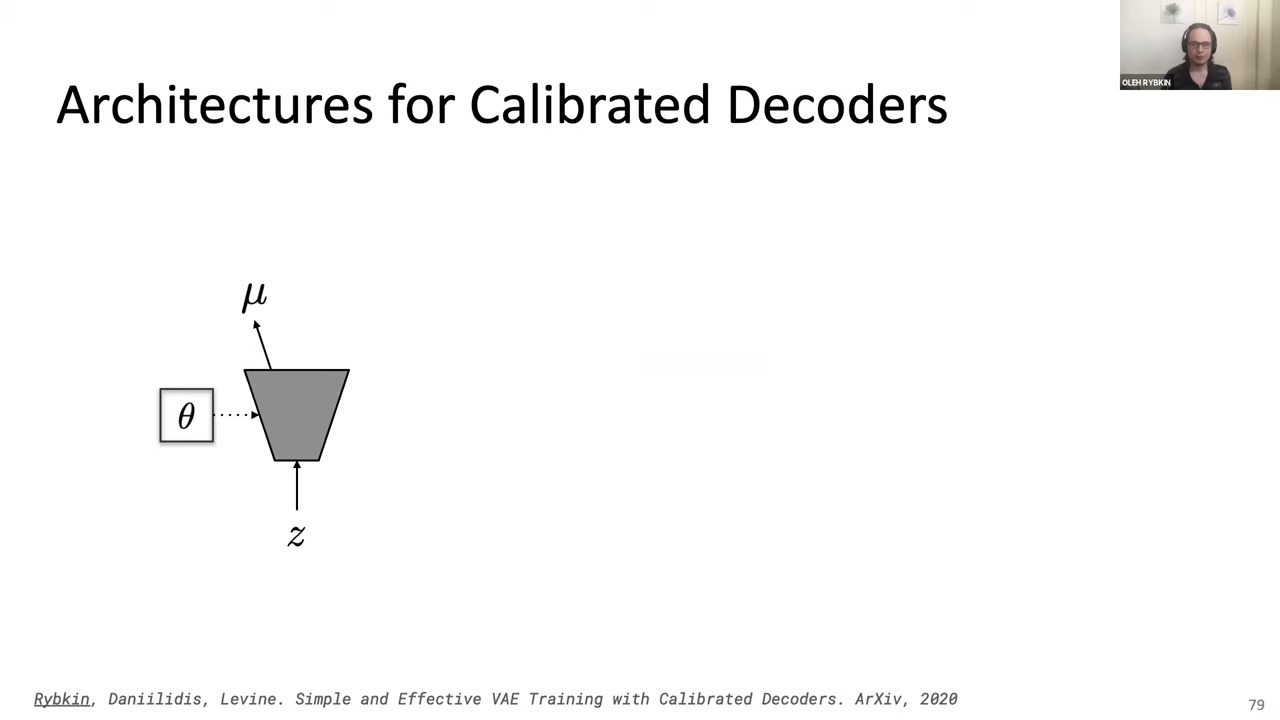 OLEH RYBKIN
Architectures for Calibrated Decoders
μ
θ
z
Rybkin, Daniilidis, Levine. Simple and Effective VAE Training with Calibrated Decoders. ArXiv, 2020
79